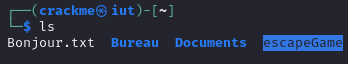 ┌──(crackme㉿iut)-[~]
└─$ ls
Bonjour.txt  Bureau  Documents  escapeGame